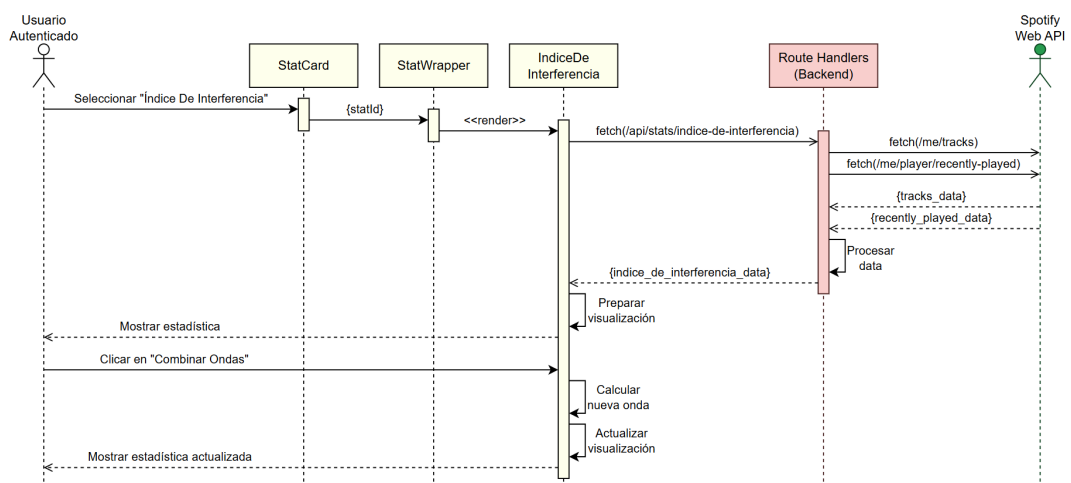 Usuario
Autenticado
StatCard
StatWrapper
IndiceDe
Interferencia
Route Handlers
(Backend)
Spotify
Web API
Seleccionar "Índice De Interferencia"
{statId}
<<render>>
fetch(/api/stats/indice-de-interferencia)
fetch(/me/tracks)
fetch(/me/player/recently-played)
{tracks_data}
{recently_played_data}
Procesar
data
{indice_de_interferencia_data}
Preparar
visualización
Mostrar estadística
Clicar en "Combinar Ondas"
Calcular
nueva onda
Actualizar
visualización
Mostrar estadística actualizada